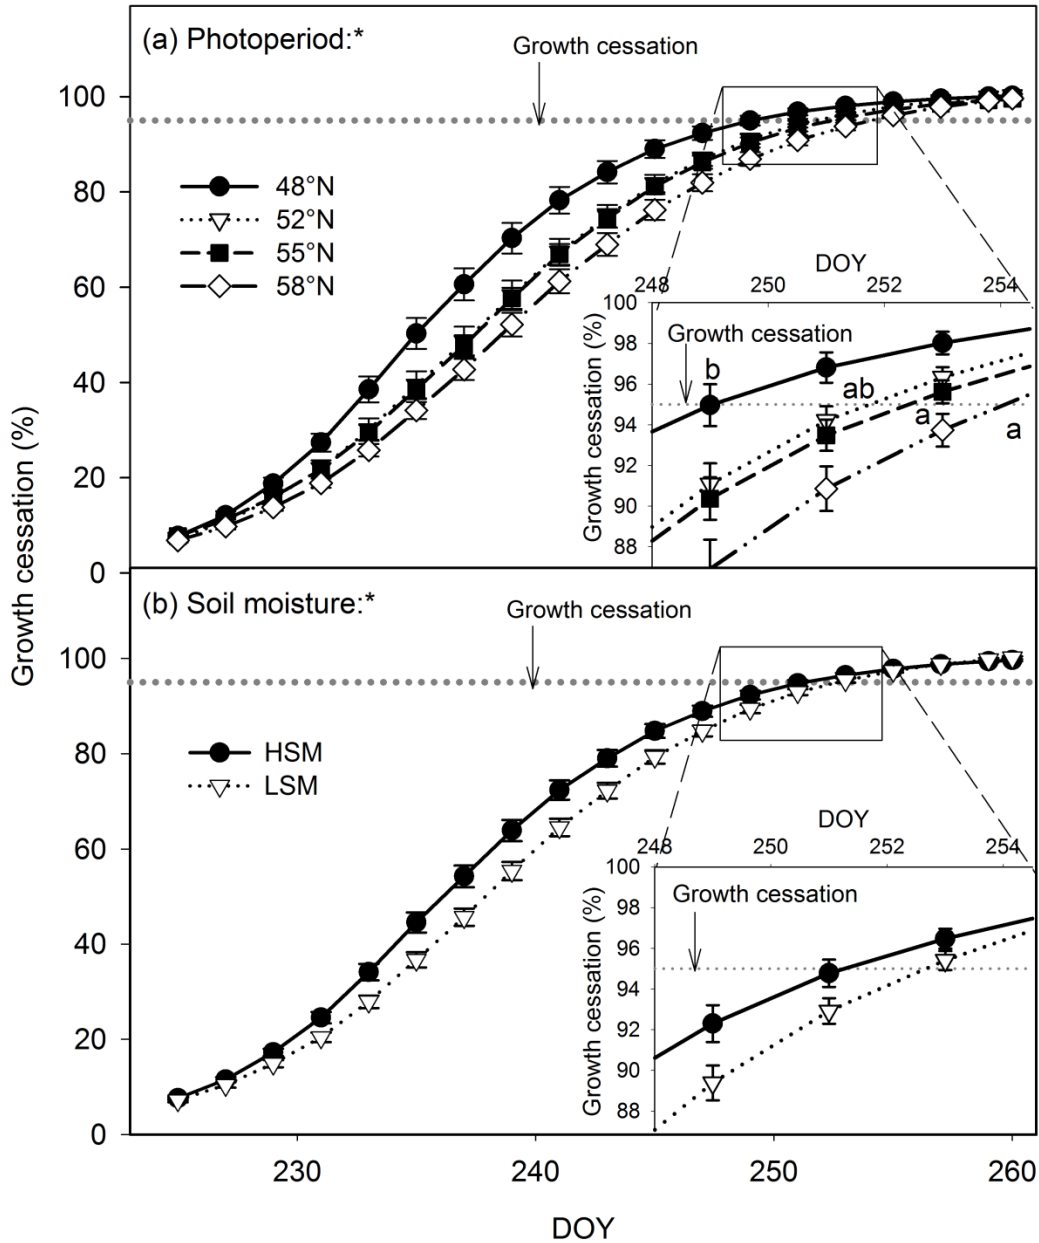 (a) Photoperiod:*
Growth cessation
100
80
60
40
20
0
48°N
52°N
55°N
58°N
DOY
248 250 252 254
100
98
96
94
92
90
88
Growth cessation (%)
Growth cessation
b
ab
a
a
Growth cessation (%)
(b) Soil moisture:*
Growth cessation
100
80
60
40
20
0
HSM
LSM
DOY
248 250 252 254
100
98
96
94
92
90
88
Growth cessation (%)
Growth cessation
230 240 250 260
DOY